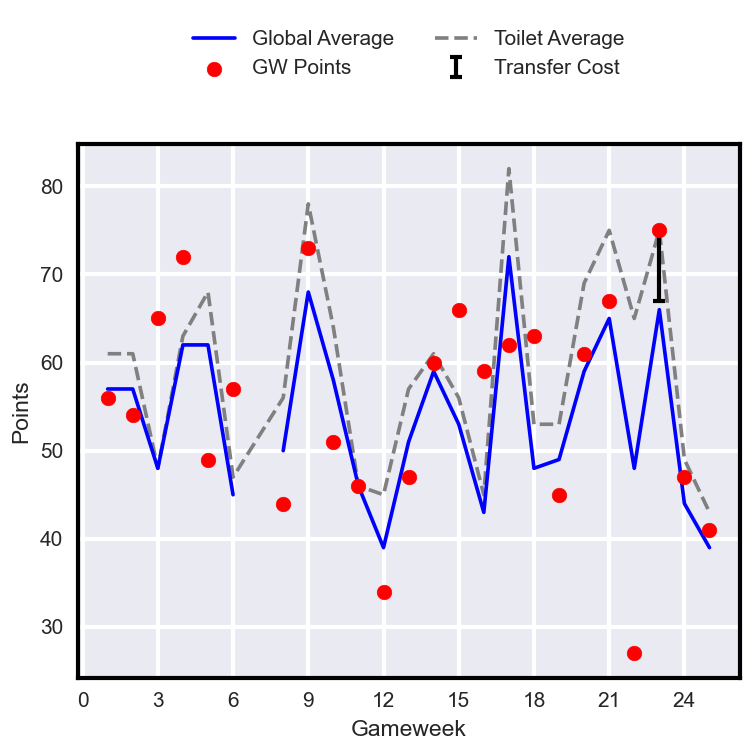 Global Average
Toilet Average
GW Points
Transfer Cost
80
70
60
50
40
30
Points
0 3 6 9 12 15 18 21 24
Gameweek